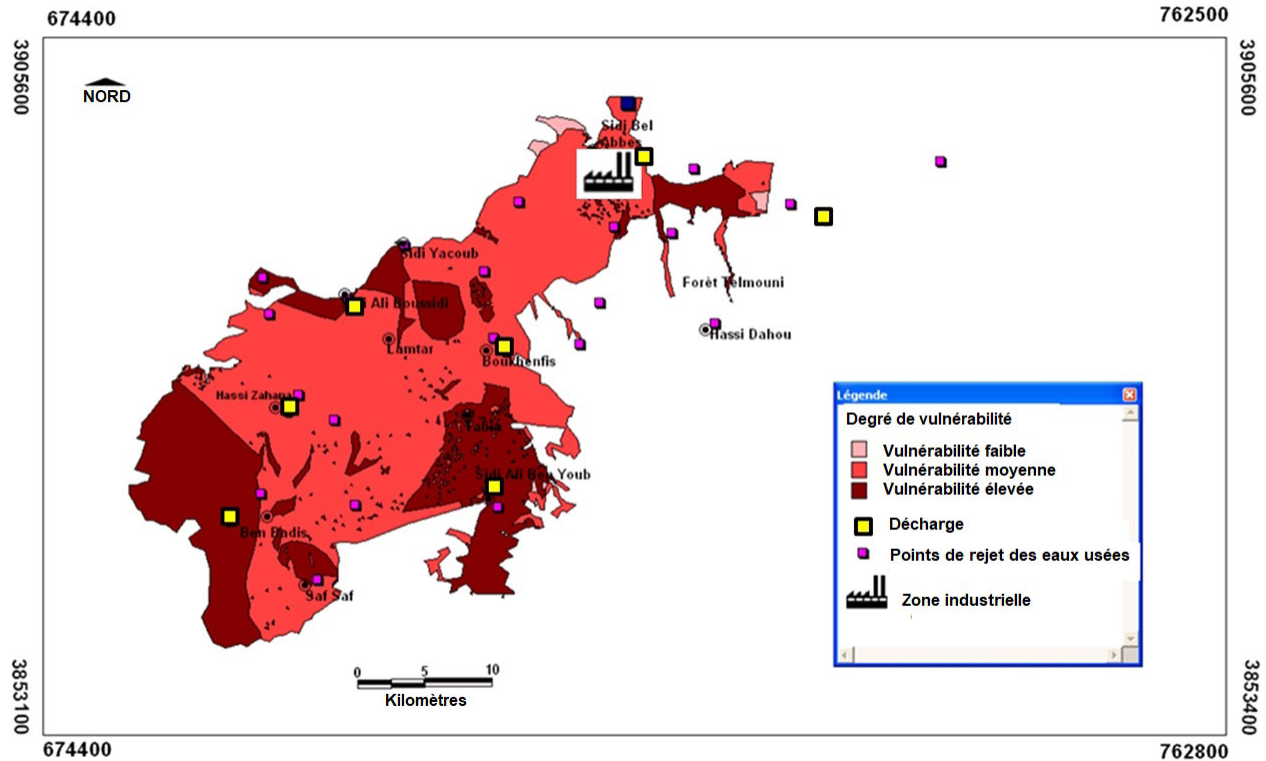 674400
762500
3905600
3905600
NORD
Sidi Bel
Abbes
Sidi Yacoub
Forèt Telmouni
Ali Boussidi
Hassi Dahou
Lamtar
Boukhenfis
Hassi Zahana
Tabia
Sidi Ali Ben Youb
Ben Badis
Saf Saf
Légende
Degré de vulnérabilité
Vulnérabilité faible
Vulnérabilité moyenne
Vulnérabilité élevée
Décharge
Points de rejet des eaux usées
Zone industrielle
0 5 10
Kilomètres
3853100
3853400
674400
762800